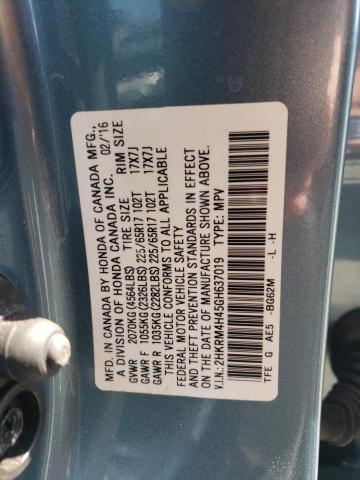 MFD. IN CANADA BY HONDA OF CANADA MFG.,
A DIVISION OF HONDA CANADA INC. 02/'16
TIRE SIZE RIM SIZE
GVWR 2070KG (4564LBS)
GAWR F 1055KG (2326LBS) 225/65R17 102T 17X7J
GAWR R 1035KG (2282LBS) 225/65R17 102T 17X7J
THIS VEHICLE CONFORMS TO ALL APPLICABLE
FEDERAL MOTOR VEHICLE SAFETY
AND THEFT PREVENTION STANDARDS IN EFFECT
ON THE DATE OF MANUFACTURE SHOWN ABOVE.
V.I.N.: 2HKRM4H45GH637019 TYPE: MPV
TFE G AE5 -BG62M -L -H